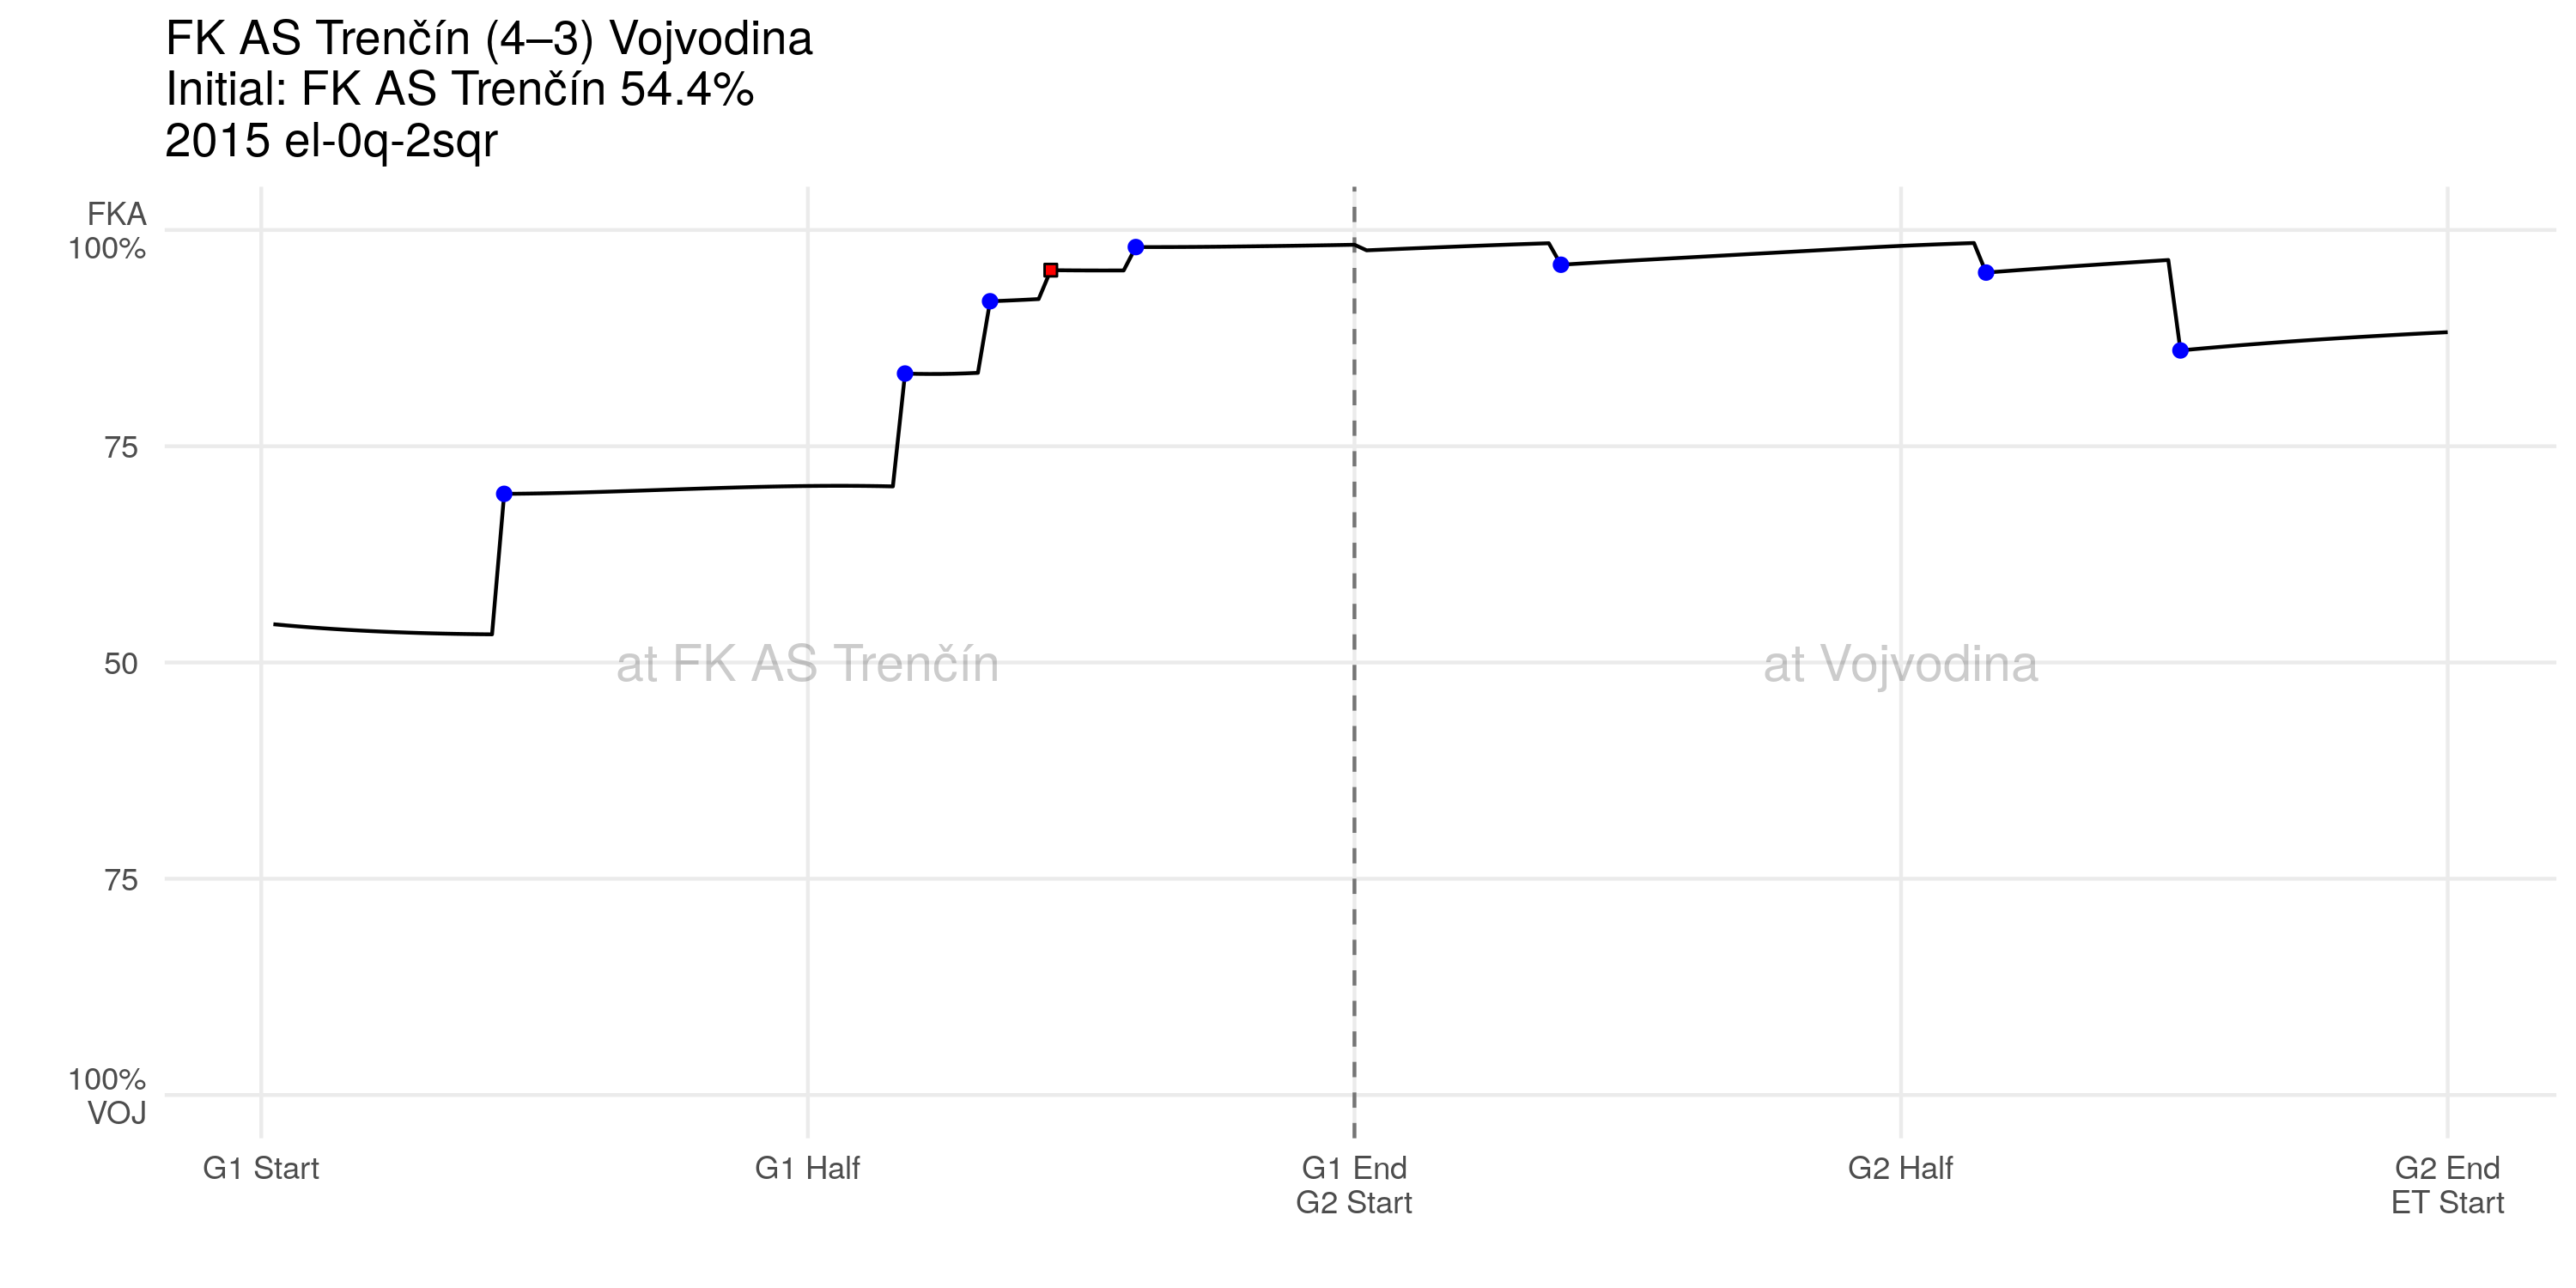 FK AS Trenčín (4–3) Vojvodina
Initial: FK AS Trenčín 54.4%
2015 el-0q-2sqr
FKA
100%
75
50
75
100%
VOJ
at FK AS Trenčín
at Vojvodina
G1 Start
G1 Half
G1 End
G2 Start
G2 Half
G2 End
ET Start